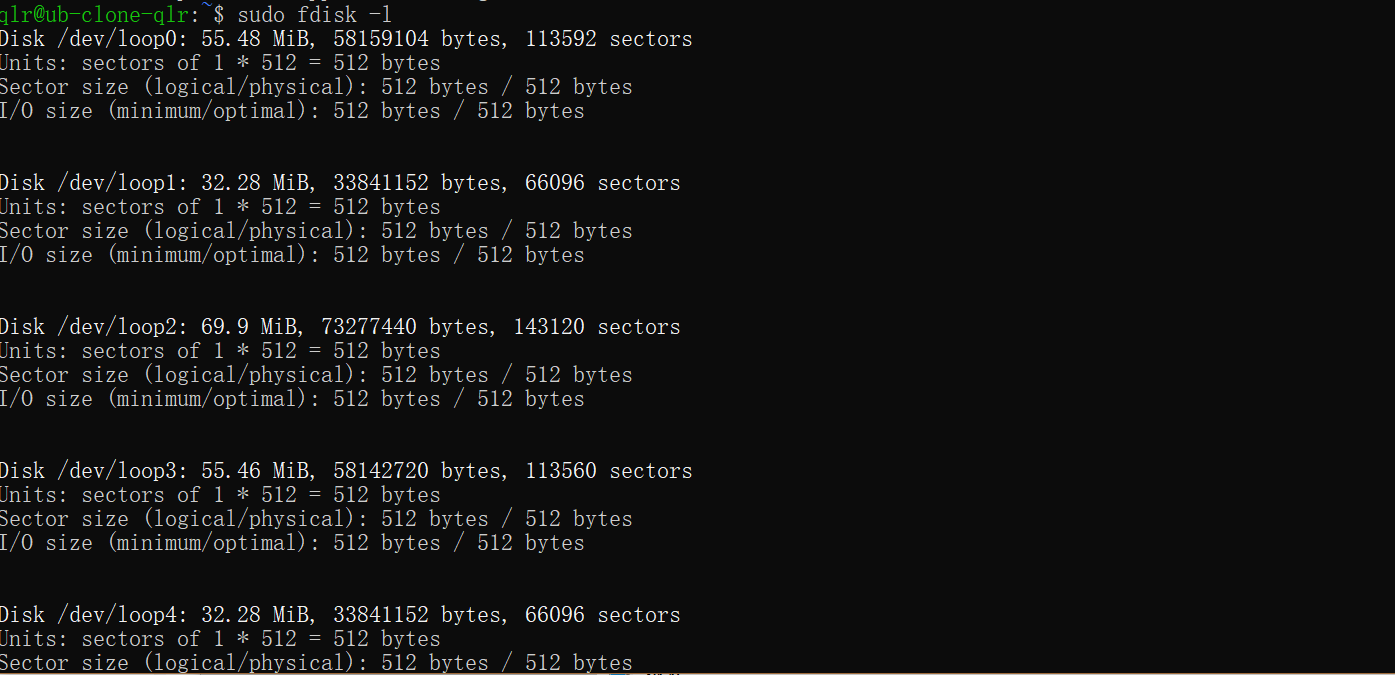 qlr@ub-clone-qlr:~$ sudo fdisk -l
Disk /dev/loop0: 55.48 MiB, 58159104 bytes, 113592 sectors
Units: sectors of 1 * 512 = 512 bytes
Sector size (logical/physical): 512 bytes / 512 bytes
I/O size (minimum/optimal): 512 bytes / 512 bytes
Disk /dev/loop1: 32.28 MiB, 33841152 bytes, 66096 sectors
Units: sectors of 1 * 512 = 512 bytes
Sector size (logical/physical): 512 bytes / 512 bytes
I/O size (minimum/optimal): 512 bytes / 512 bytes
Disk /dev/loop2: 69.9 MiB, 73277440 bytes, 143120 sectors
Units: sectors of 1 * 512 = 512 bytes
Sector size (logical/physical): 512 bytes / 512 bytes
I/O size (minimum/optimal): 512 bytes / 512 bytes
Disk /dev/loop3: 55.46 MiB, 58142720 bytes, 113560 sectors
Units: sectors of 1 * 512 = 512 bytes
Sector size (logical/physical): 512 bytes / 512 bytes
I/O size (minimum/optimal): 512 bytes / 512 bytes
Disk /dev/loop4: 32.28 MiB, 33841152 bytes, 66096 sectors
Units: sectors of 1 * 512 = 512 bytes
Sector size (logical/physical): 512 bytes / 512 bytes